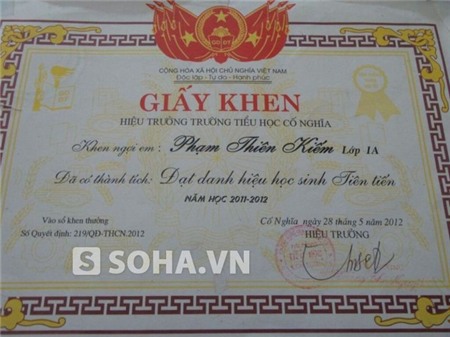 CỘNG HÒA XÃ HỘI CHỦ NGHĨA VIỆT NAM
Độc lập - Tự do - Hạnh phúc
GIẤY KHEN
HIỆU TRƯỞNG TRƯỜNG TIỂU HỌC CỔ NGHĨA
Khen ngợi em : Phạm Thiên Kiếm Lớp 1A
Đã có thành tích: Đạt danh hiệu học sinh Tiên tiến
NĂM HỌC 2011-2012
Vào sổ khen thưởng
Số Quyết định: 219/QĐ-THCN.2012
Cổ Nghĩa, ngày 28 tháng 5 năm 2012
HIỆU TRƯỞNG
S SOHA.VN